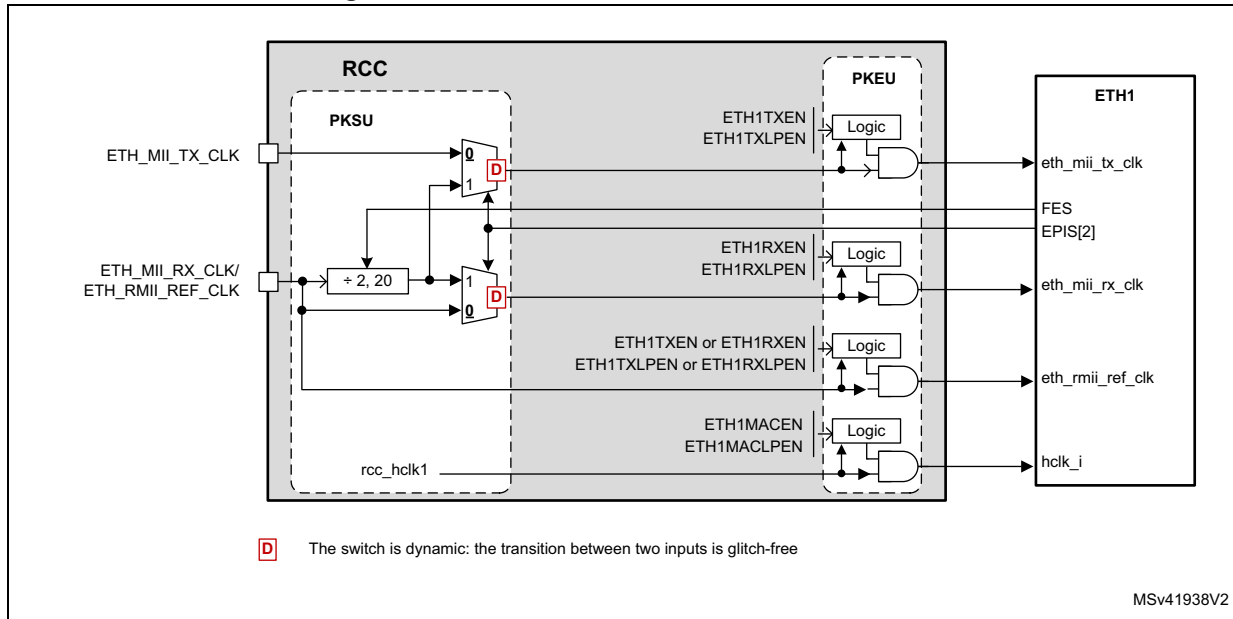 RCC
PKSU
PKEU
ETH1
ETH_MII_TX_CLK
0
D
1
ETH1TXEN
ETH1TXLPEN
Logic
eth_mii_tx_clk
FES
EPIS[2]
ETH_MII_RX_CLK/
ETH_RMII_REF_CLK
÷ 2, 20
1
D
0
ETH1RXEN
ETH1RXLPEN
Logic
eth_mii_rx_clk
ETH1TXEN or ETH1RXEN
ETH1TXLPEN or ETH1RXLPEN
Logic
eth_rmii_ref_clk
rcc_hclk1
ETH1MACEN
ETH1MACLPEN
Logic
hclk_i
D The switch is dynamic: the transition between two inputs is glitch-free
MSv41938V2